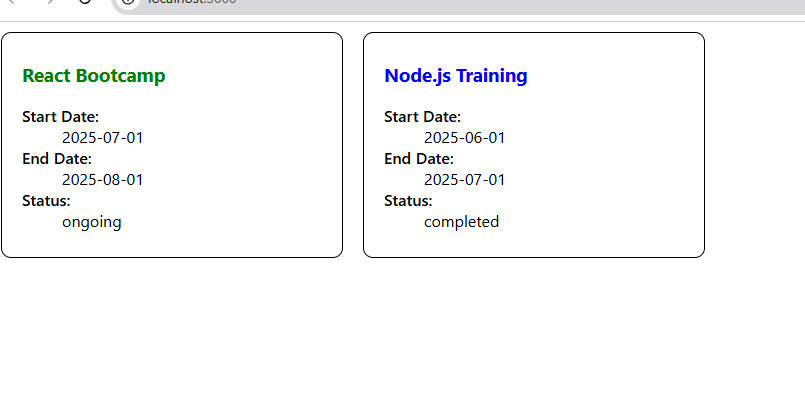 React Bootcamp
Start Date:
2025-07-01
End Date:
2025-08-01
Status:
ongoing
Node.js Training
Start Date:
2025-06-01
End Date:
2025-07-01
Status:
completed